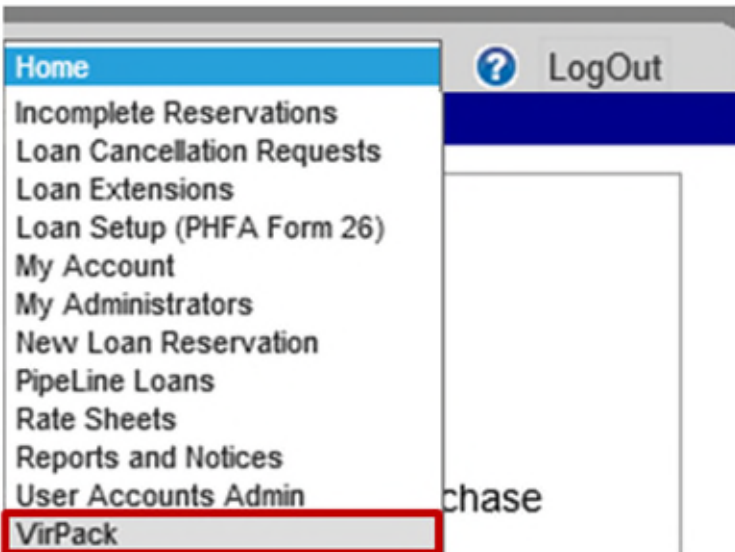 Home
LogOut
Incomplete Reservations
Loan Cancellation Requests
Loan Extensions
Loan Setup (PHFA Form 26)
My Account
My Administrators
New Loan Reservation
PipeLine Loans
Rate Sheets
Reports and Notices
User Accounts Admin
chase
VirPack